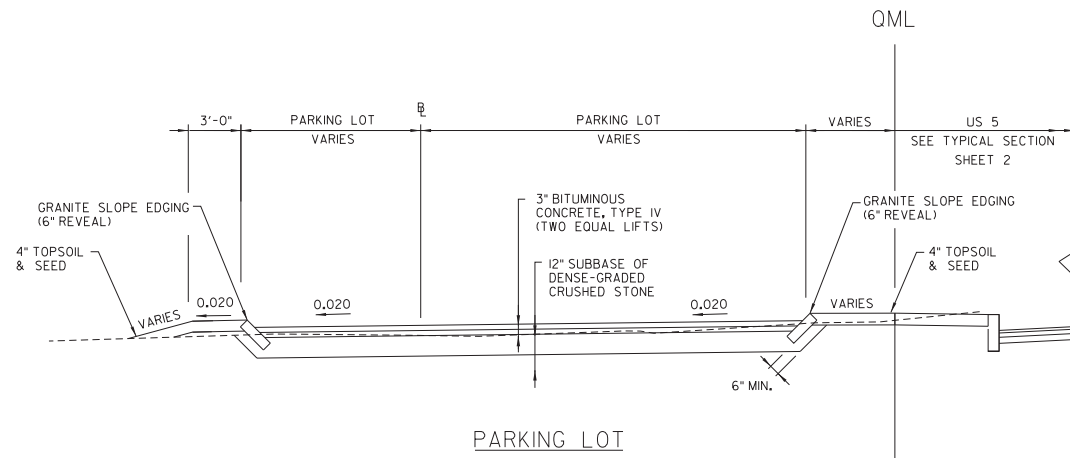 QML
3'-0"
PARKING LOT
VARIES
BL
PARKING LOT
VARIES
VARIES
US 5
SEE TYPICAL SECTION
SHEET 2
GRANITE SLOPE EDGING
(6" REVEAL)
3" BITUMINOUS
CONCRETE, TYPE IV
(TWO EQUAL LIFTS)
GRANITE SLOPE EDGING
(6" REVEAL)
4" TOPSOIL
& SEED
12" SUBBASE OF
DENSE-GRADED
CRUSHED STONE
4" TOPSOIL
& SEED
VARIES
0.020
0.020
0.020
VARIES
6" MIN.
PARKING LOT